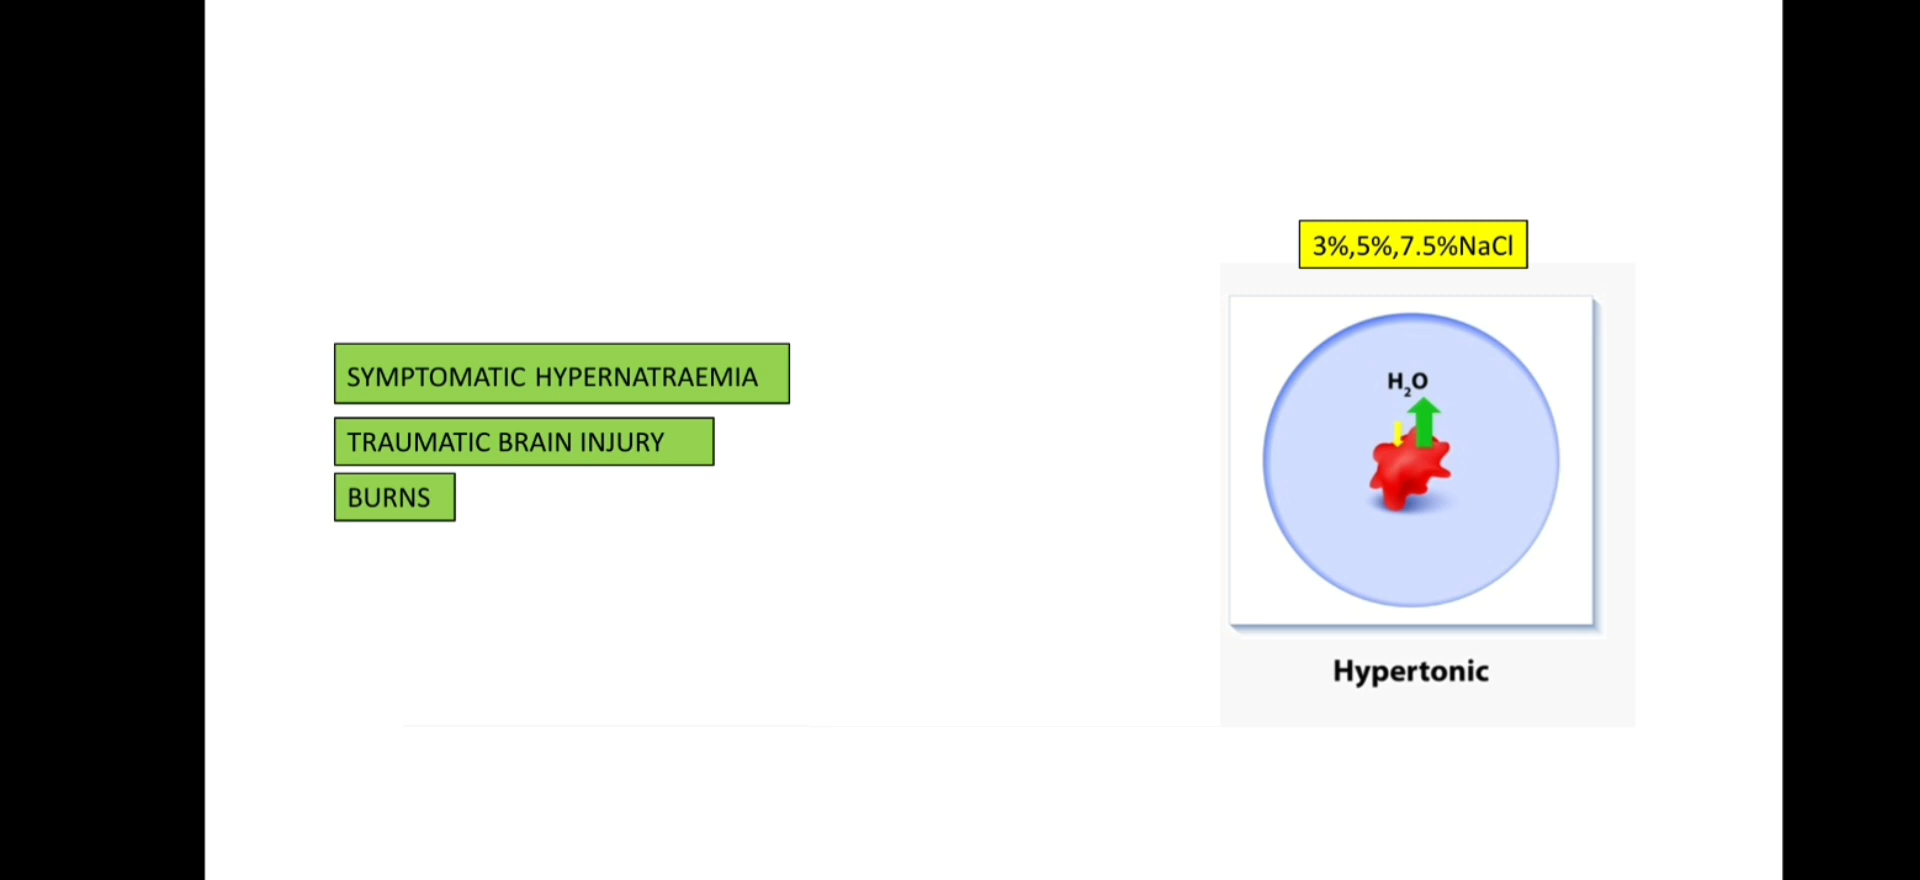 3%,5%,7.5%NaCl
SYMPTOMATIC HYPERNATRAEMIA
TRAUMATIC BRAIN INJURY
BURNS
H₂O
Hypertonic